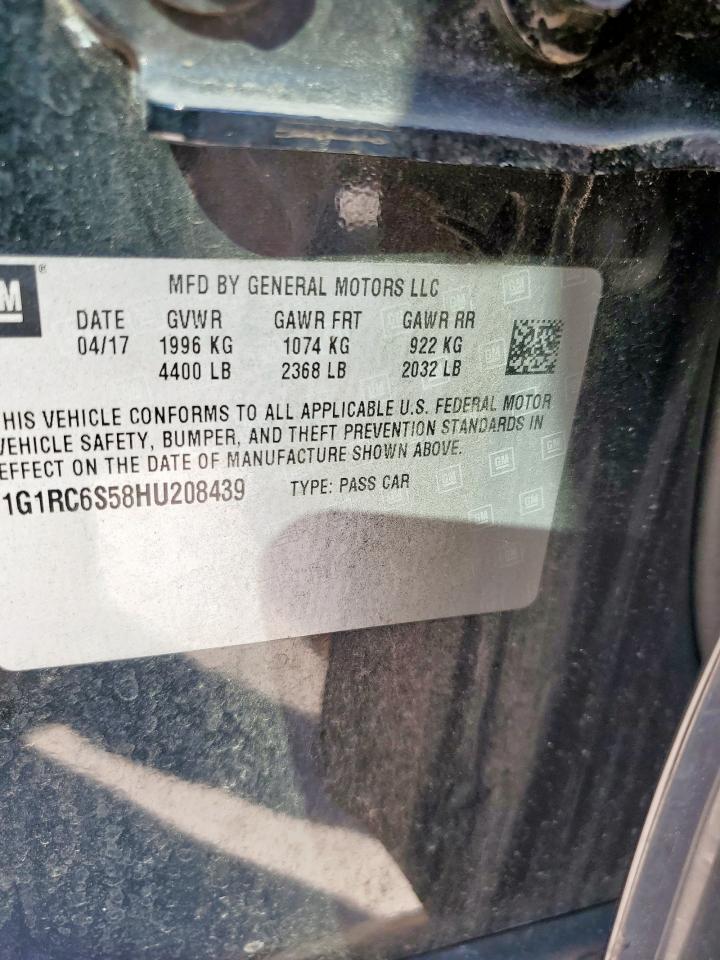 GM
MFD BY GENERAL MOTORS LLC
DATE GVWR GAWR FRT GAWR RR
04/17 1996 KG 1074 KG 922 KG
4400 LB 2368 LB 2032 LB
HIS VEHICLE CONFORMS TO ALL APPLICABLE U.S. FEDERAL MOTOR
VEHICLE SAFETY, BUMPER, AND THEFT PREVENTION STANDARDS IN
EFFECT ON THE DATE OF MANUFACTURE SHOWN ABOVE.
1G1RC6S58HU208439 TYPE: PASS CAR